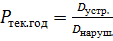 Pтек.год = Dустр. / Dнаруш.